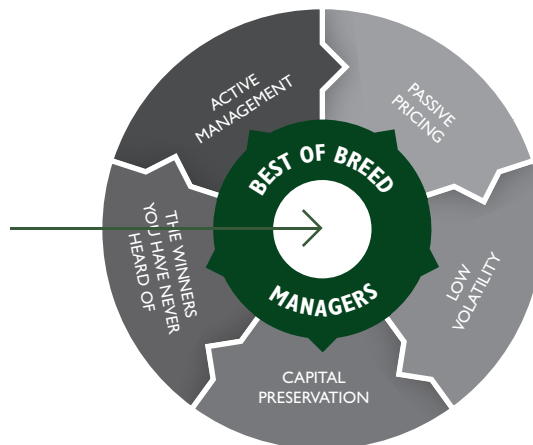 ACTIVE
MANAGEMENT
PASSIVE
PRICING
BEST OF BREED
MANAGERS
THE WINNERS
YOU HAVE NEVER
HEARD OF
LOW
VOLATILITY
CAPITAL
PRESERVATION